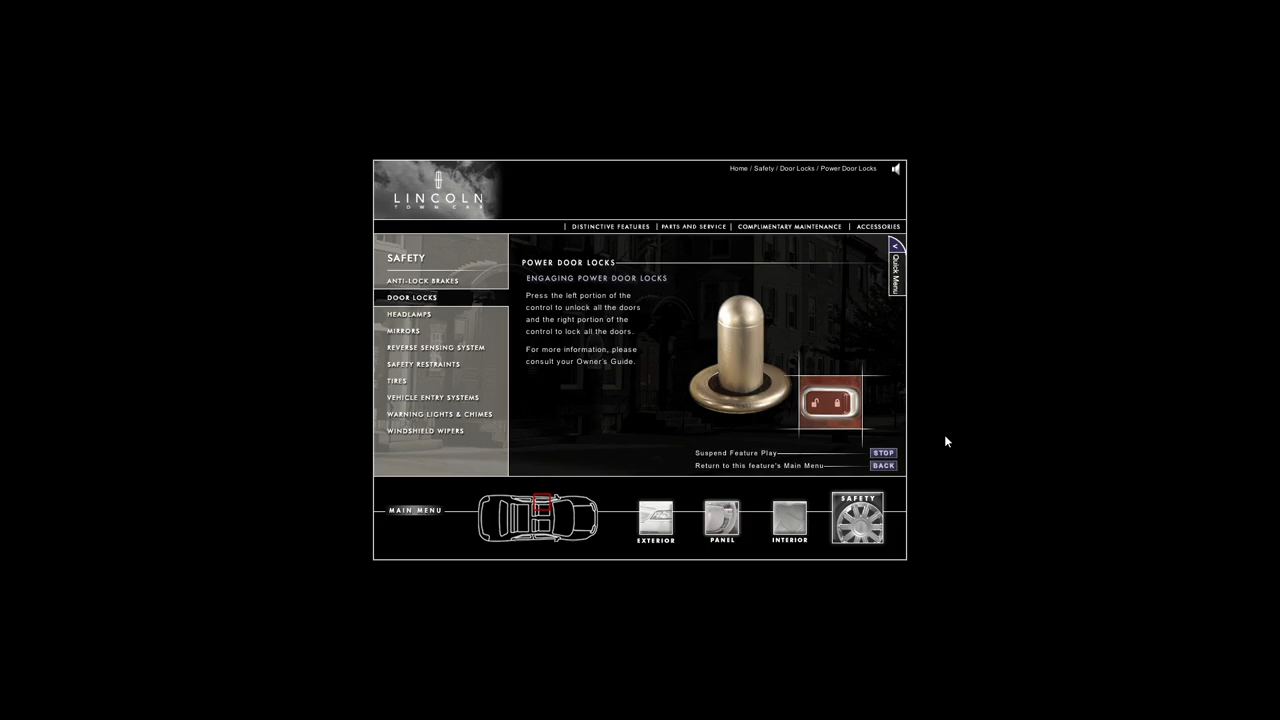 Home / Safety / Door Locks / Power Door Locks
LINCOLN
TOWN CAR
DISTINCTIVE FEATURES | PARTS AND SERVICE | COMPLIMENTARY MAINTENANCE | ACCESSORIES
SAFETY
ANTI-LOCK BRAKES
DOOR LOCKS
HEADLAMPS
MIRRORS
REVERSE SENSING SYSTEM
SAFETY RESTRAINTS
TIRES
VEHICLE ENTRY SYSTEMS
WARNING LIGHTS & CHIMES
WINDSHIELD WIPERS
POWER DOOR LOCKS
ENGAGING POWER DOOR LOCKS
Press the left portion of the
control to unlock all the doors
and the right portion of the
control to lock all the doors.
For more information, please
consult your Owner's Guide.
Quick Menu
Suspend Feature Play
STOP
Return to this feature's Main Menu
BACK
MAIN MENU
EXTERIOR
PANEL
INTERIOR
SAFETY